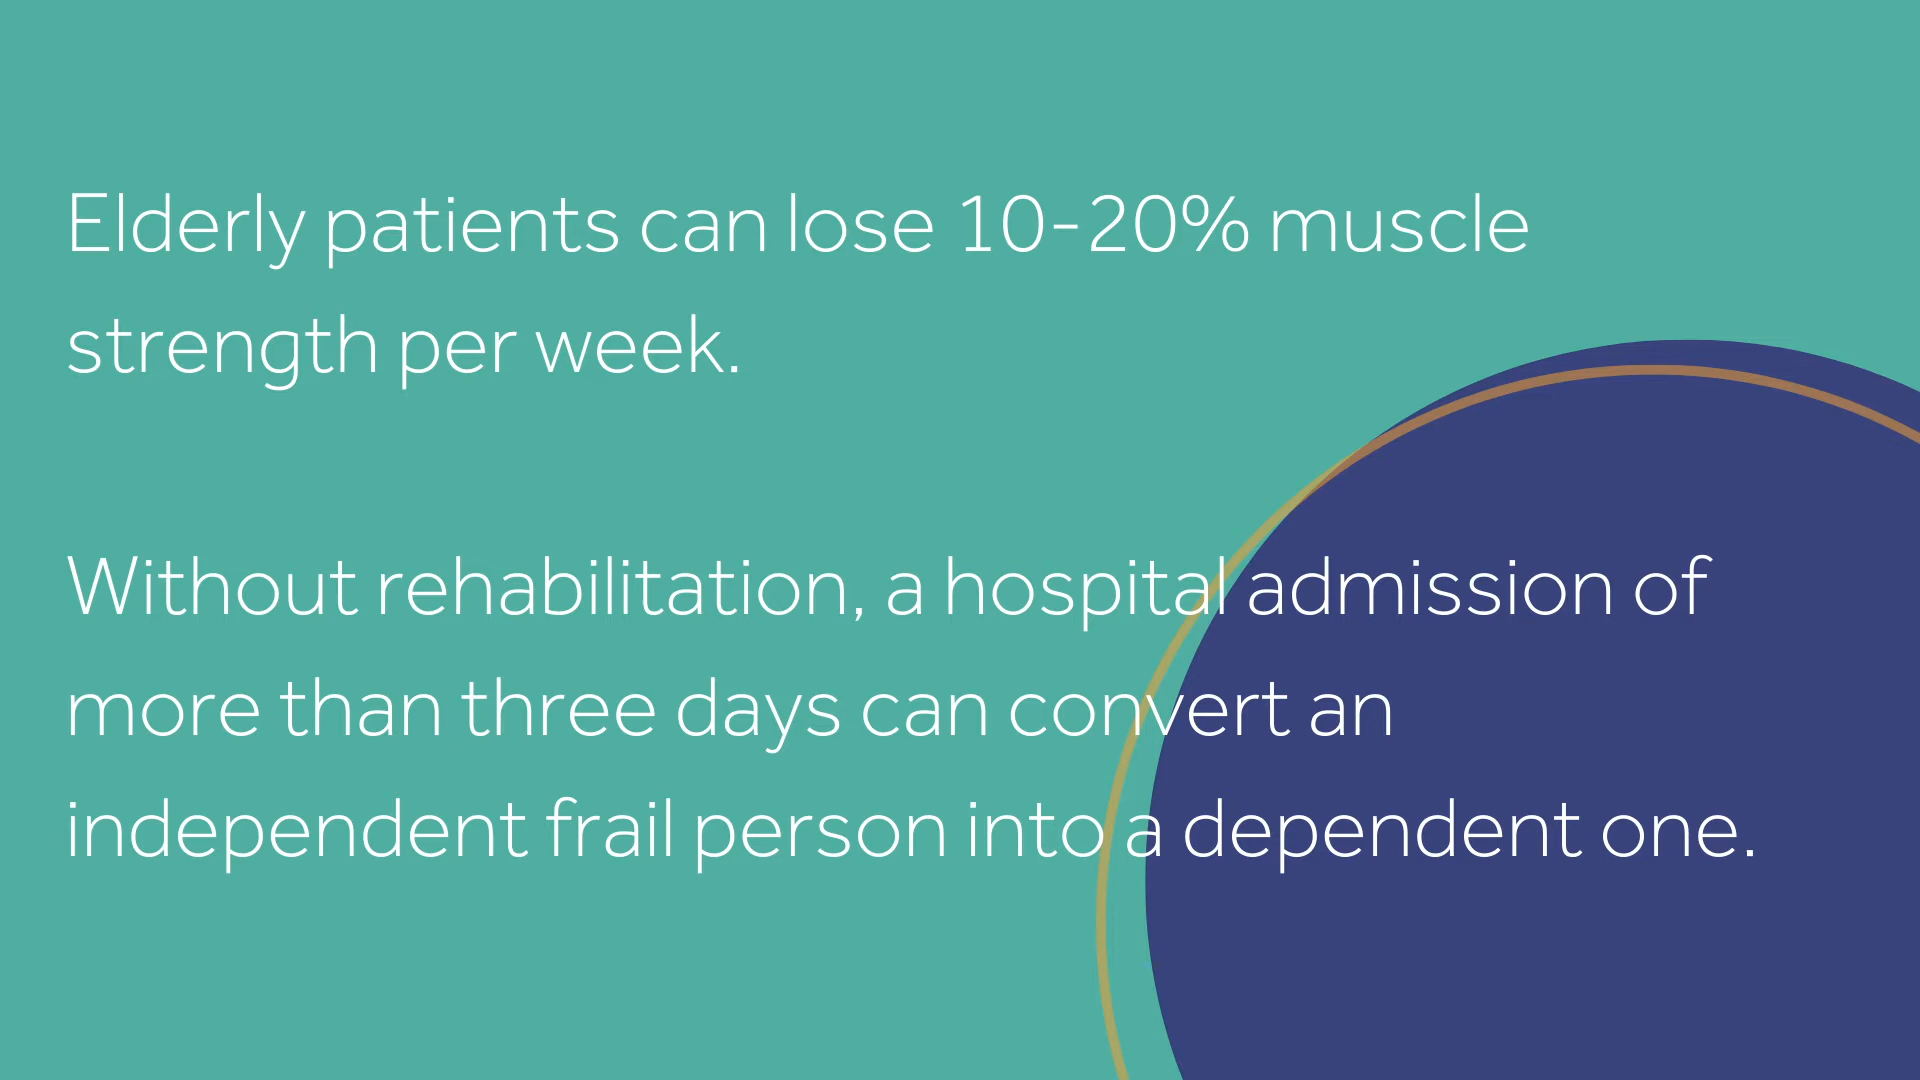 Elderly patients can lose 10-20% muscle
strength per week.
Without rehabilitation, a hospital admission of
more than three days can convert an
independent frail person into a dependent one.